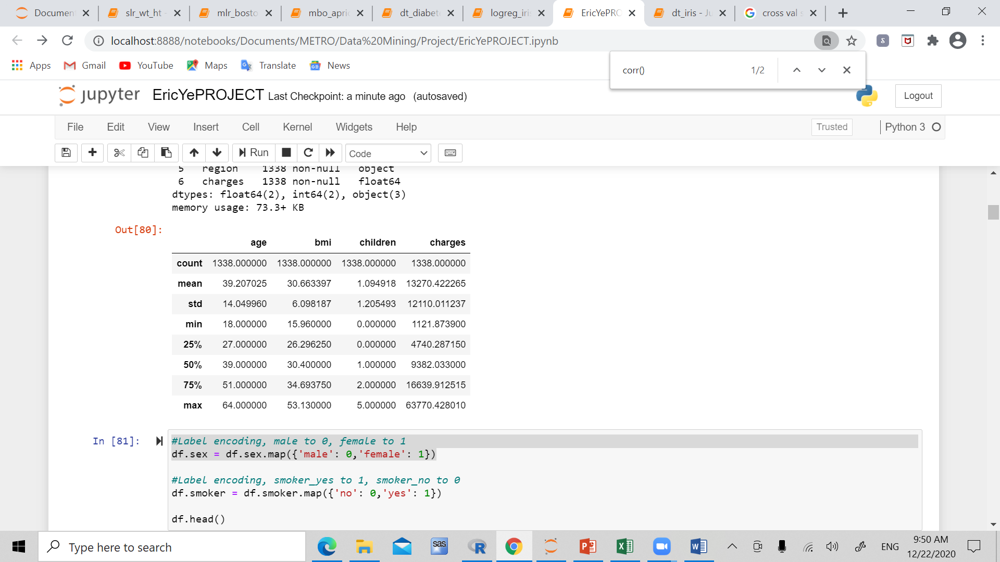 Document slr_wt_ht - mlr_bosto mbo_apric dt_diabete logreg_iris EricYePRO dt_iris - Ju cross val s
localhost:8888/notebooks/Documents/METRO/Data%20Mining/Project/EricYePROJECT.ipynb
Apps Gmail YouTube Maps Translate News
corr() 1/2
jupyter EricYePROJECT Last Checkpoint: a minute ago (autosaved)
Logout
File Edit View Insert Cell Kernel Widgets Help Trusted Python 3
Run Code
5 region 1338 non-null object
6 charges 1338 non-null float64
dtypes: float64(2), int64(2), object(3)
memory usage: 73.3+ KB
Out[80]:
age bmi children charges
count 1338.000000 1338.000000 1338.000000 1338.000000
mean 39.207025 30.663397 1.094918 13270.422265
std 14.049960 6.098187 1.205493 12110.011237
min 18.000000 15.960000 0.000000 1121.873900
25% 27.000000 26.296250 0.000000 4740.287150
50% 39.000000 30.400000 1.000000 9382.033000
75% 51.000000 34.693750 2.000000 16639.912515
max 64.000000 53.130000 5.000000 63770.428010
In [81]:
#Label encoding, male to 0, female to 1
df.sex = df.sex.map({'male': 0,'female': 1})
#Label encoding, smoker_yes to 1, smoker_no to 0
df.smoker = df.smoker.map({'no': 0,'yes': 1})
df.head()
Type here to search
sas
ENG
9:50 AM
12/22/2020